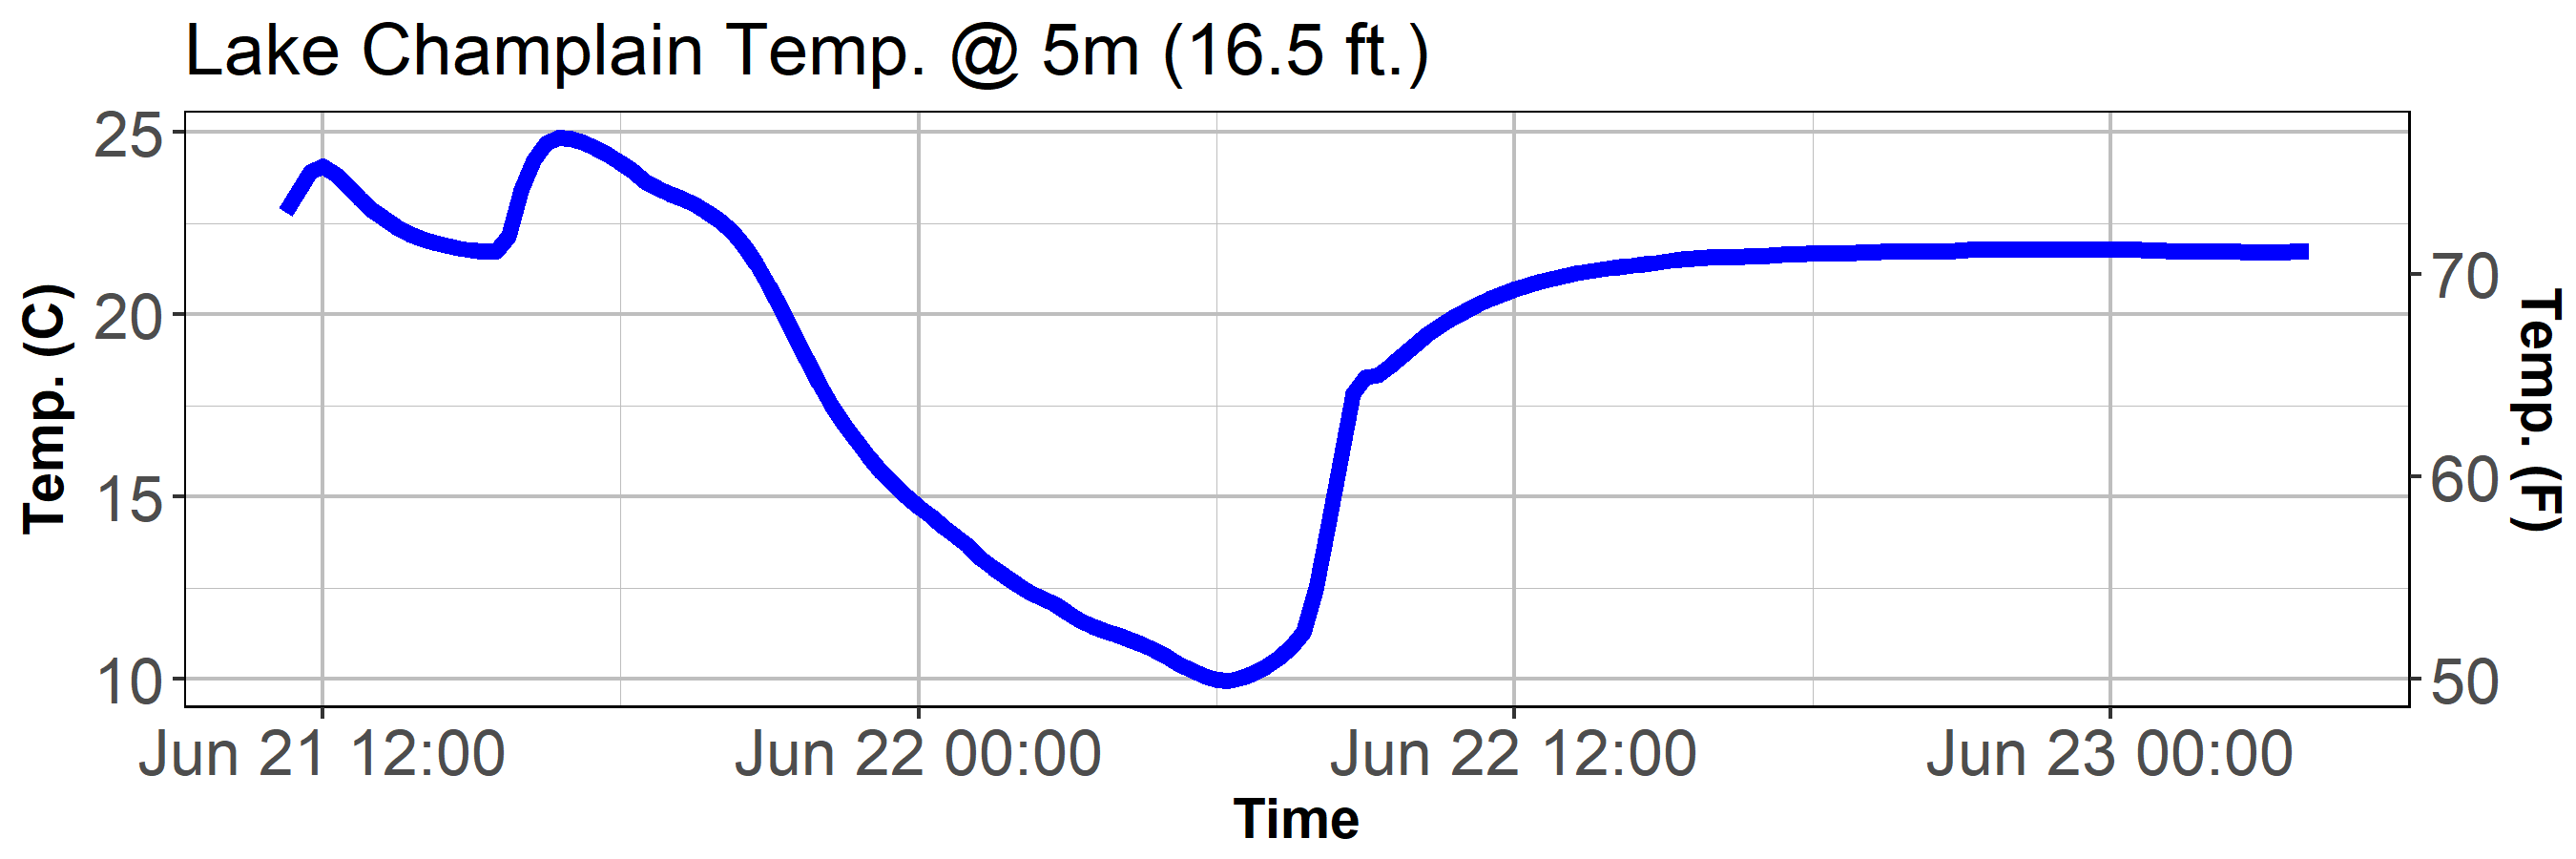 Lake Champlain Temp. @ 5m (16.5 ft.)
Temp. (C)
25
20
15
10
Temp. (F)
70
60
50
Jun 21 12:00
Jun 22 00:00
Jun 22 12:00
Jun 23 00:00
Time